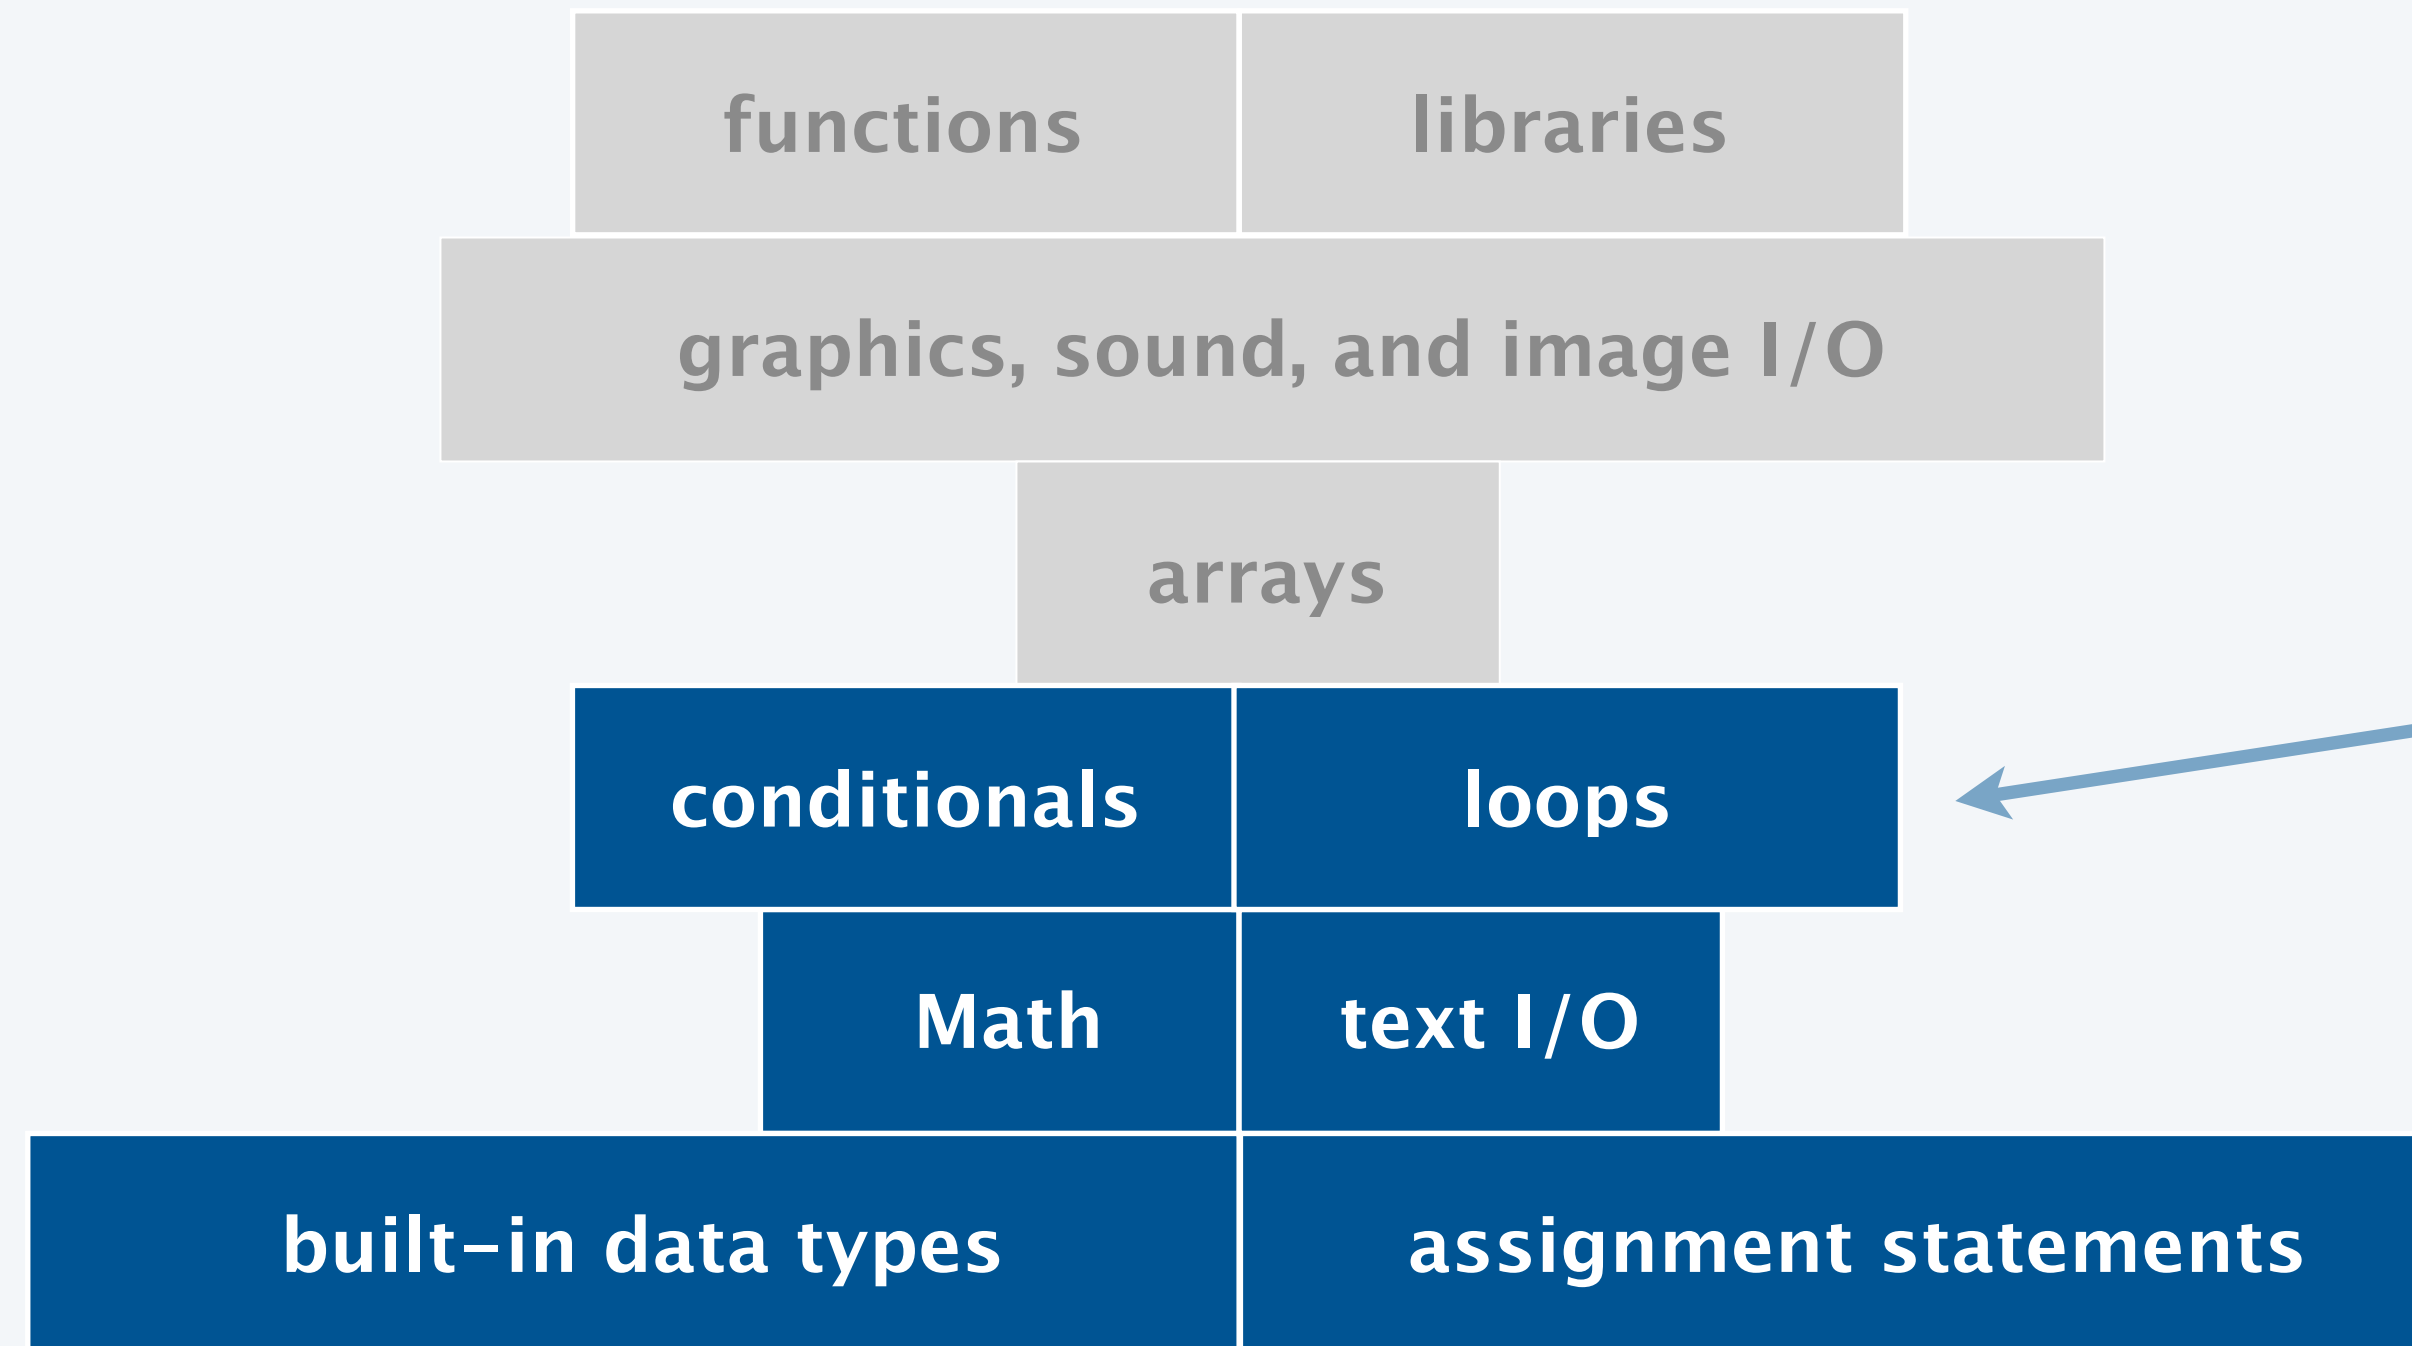 functions
libraries
graphics, sound, and image I/O
arrays
conditionals
loops
Math
text I/O
built-in data types
assignment statements